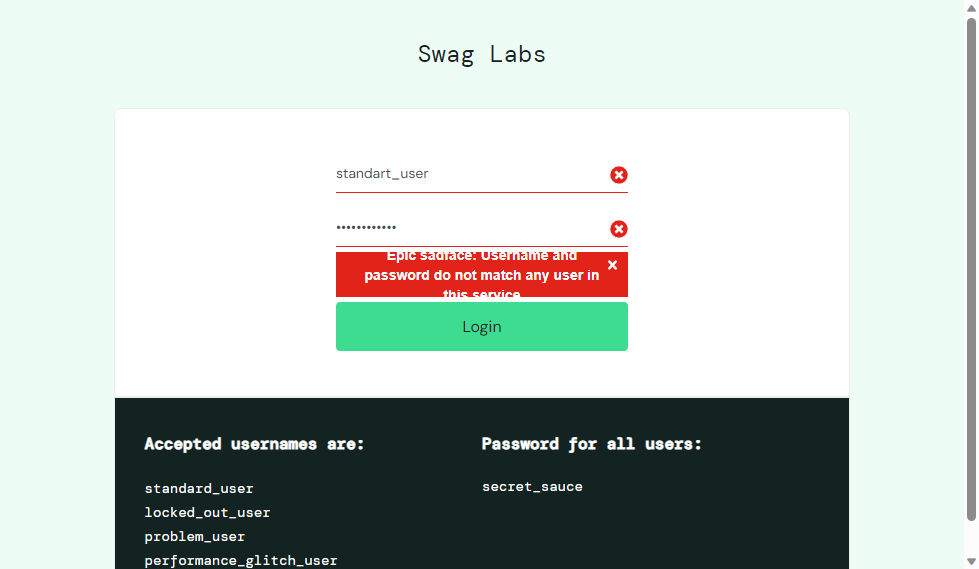 Swag Labs
standart_user
••••••••••••
Epic sadface: Username and
password do not match any user in
this service
Login
Accepted usernames are:
Password for all users:
standard_user
secret_sauce
locked_out_user
problem_user
performance_glitch_user